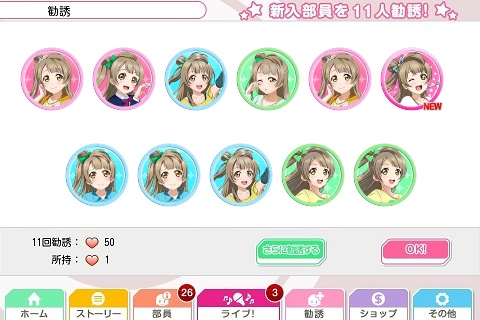 勧誘
新入部員を11人勧誘!
NEW
11回勧誘: 50
所持: 1
さらに勧誘する
OK!
26
3
ホーム
ストーリー
部員
ライブ!
勧誘
ショップ
その他